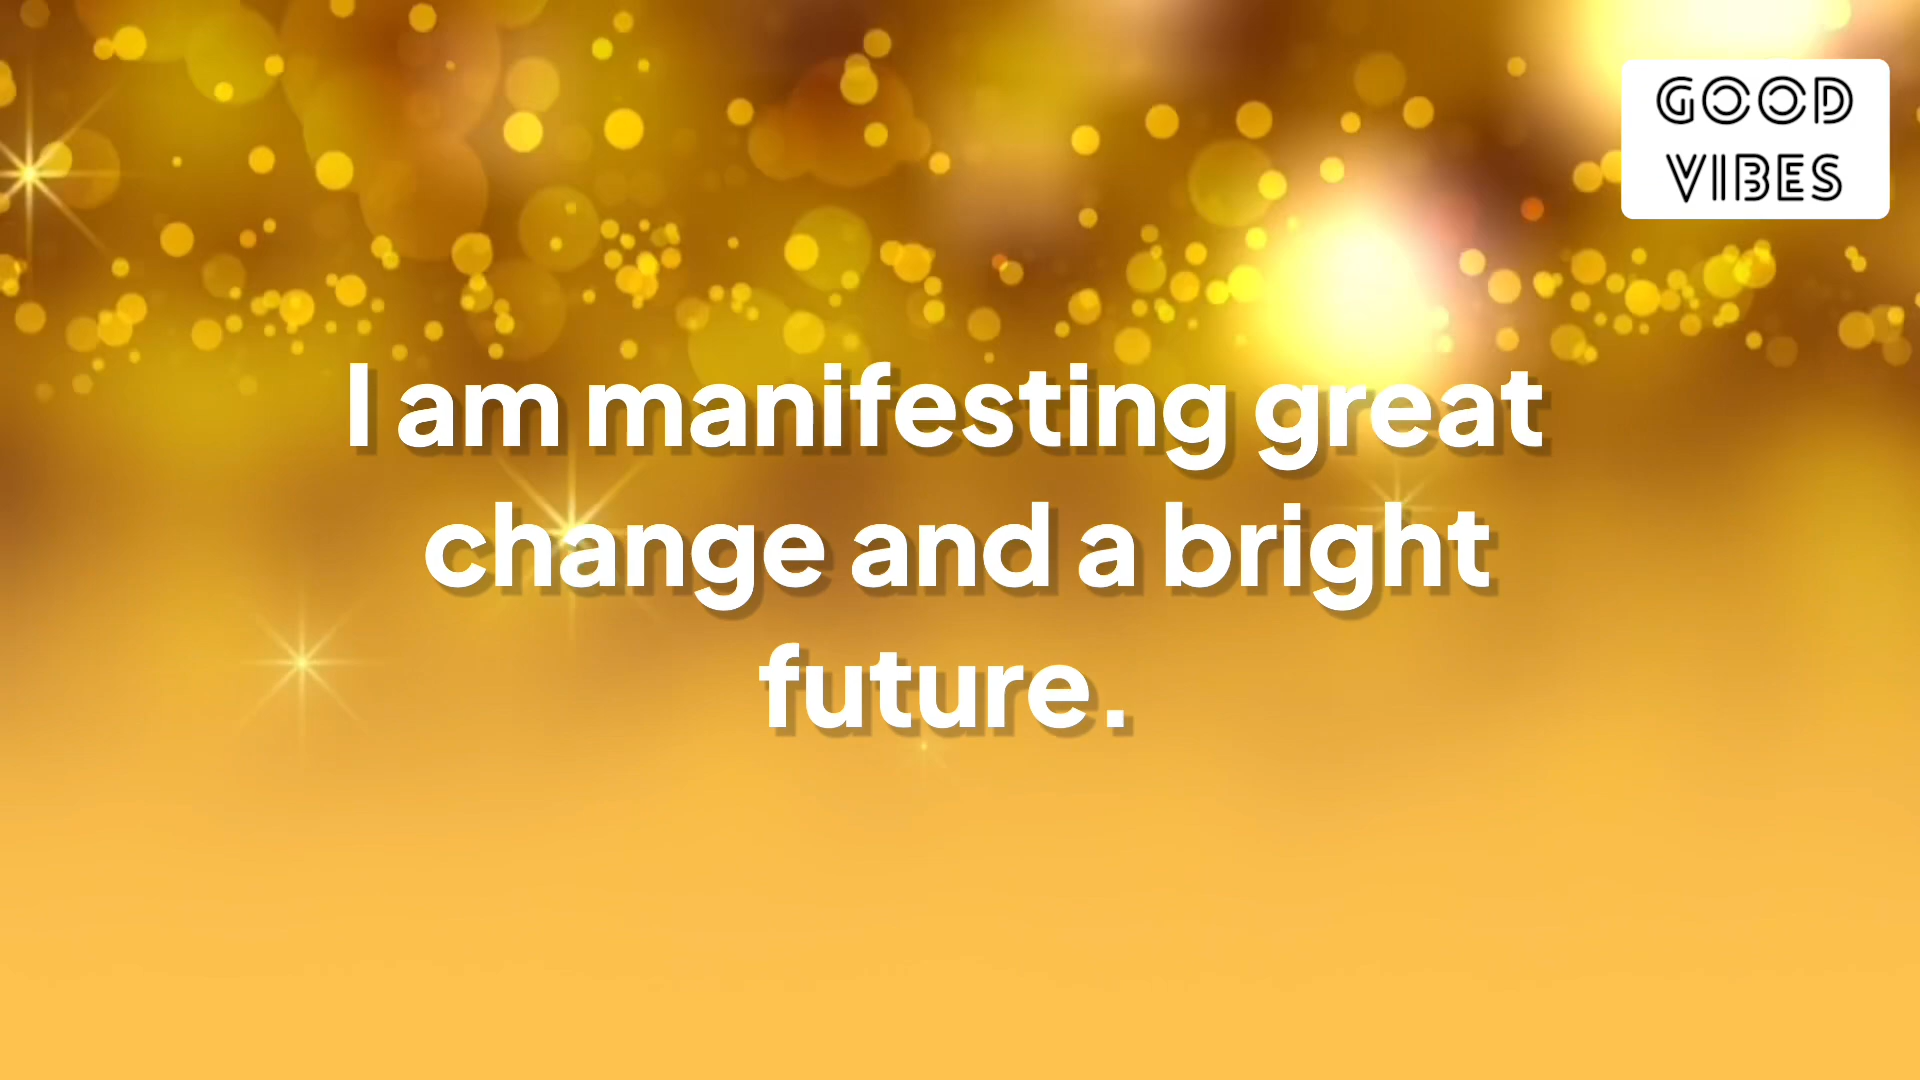 GOOD
VIBES
I am manifesting great
change and a bright
future.